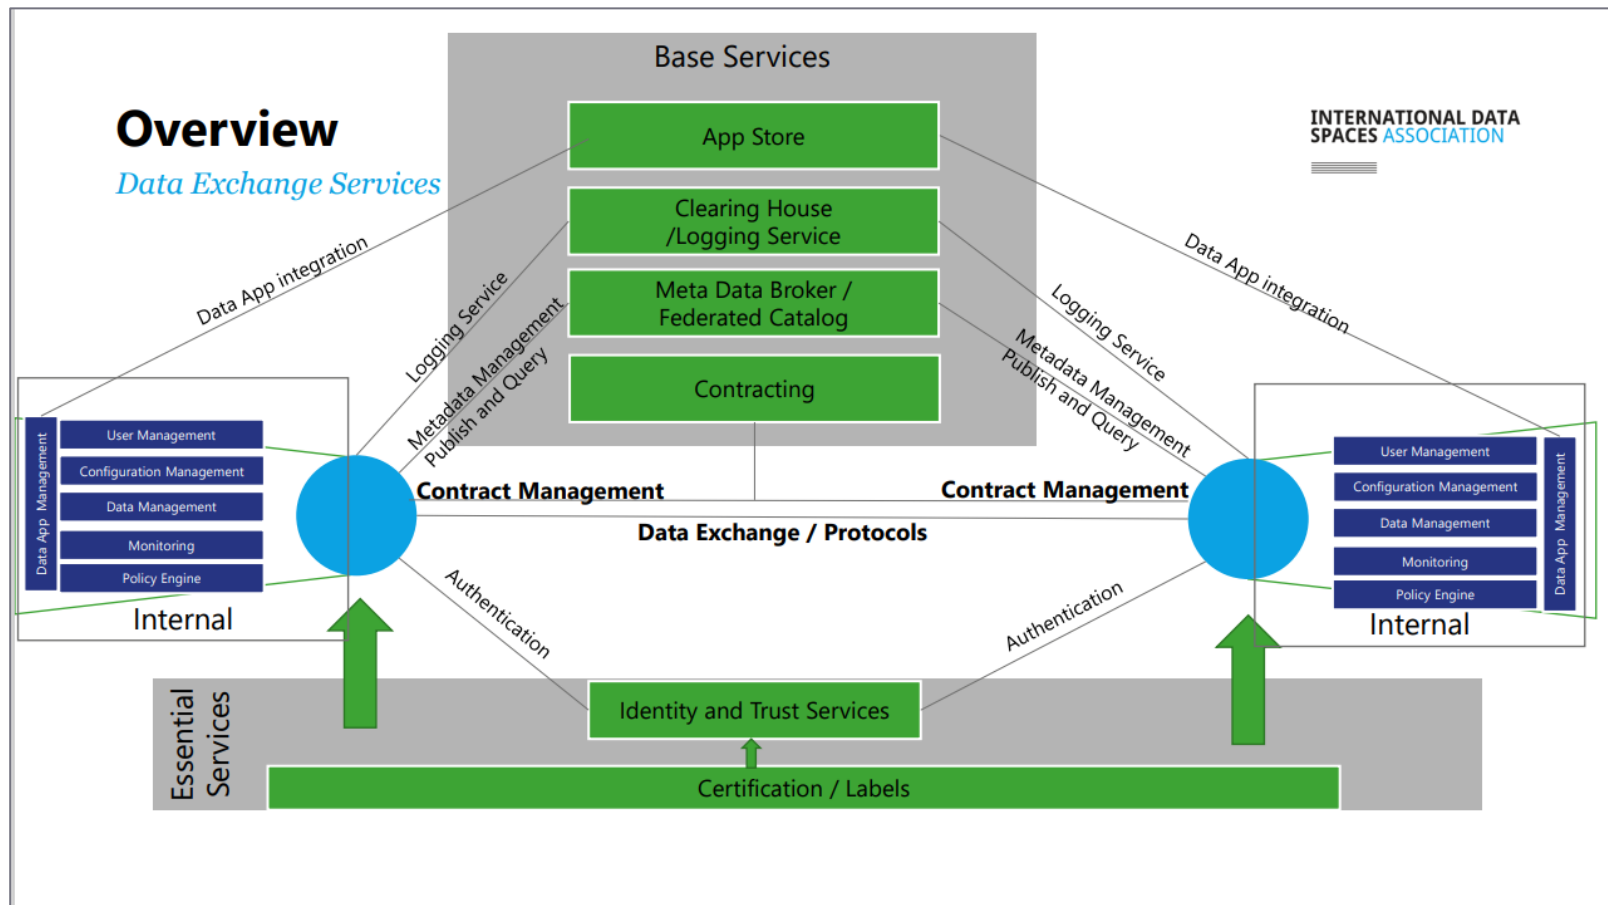 Base Services
Overview
Data Exchange Services
INTERNATIONAL DATA
SPACES ASSOCIATION
App Store
Clearing House
/Logging Service
Meta Data Broker /
Federated Catalog
Contracting
Data App integration
Logging Service
Metadata Management
Publish and Query
Data App integration
Logging Service
Metadata Management
Publish and Query
Data App Management
User Management
Configuration Management
Data Management
Monitoring
Policy Engine
Internal
Contract Management
Contract Management
Data Exchange / Protocols
User Management
Configuration Management
Data Management
Monitoring
Policy Engine
Data App Management
Internal
Authentication
Authentication
Essential
Services
Identity and Trust Services
Certification / Labels